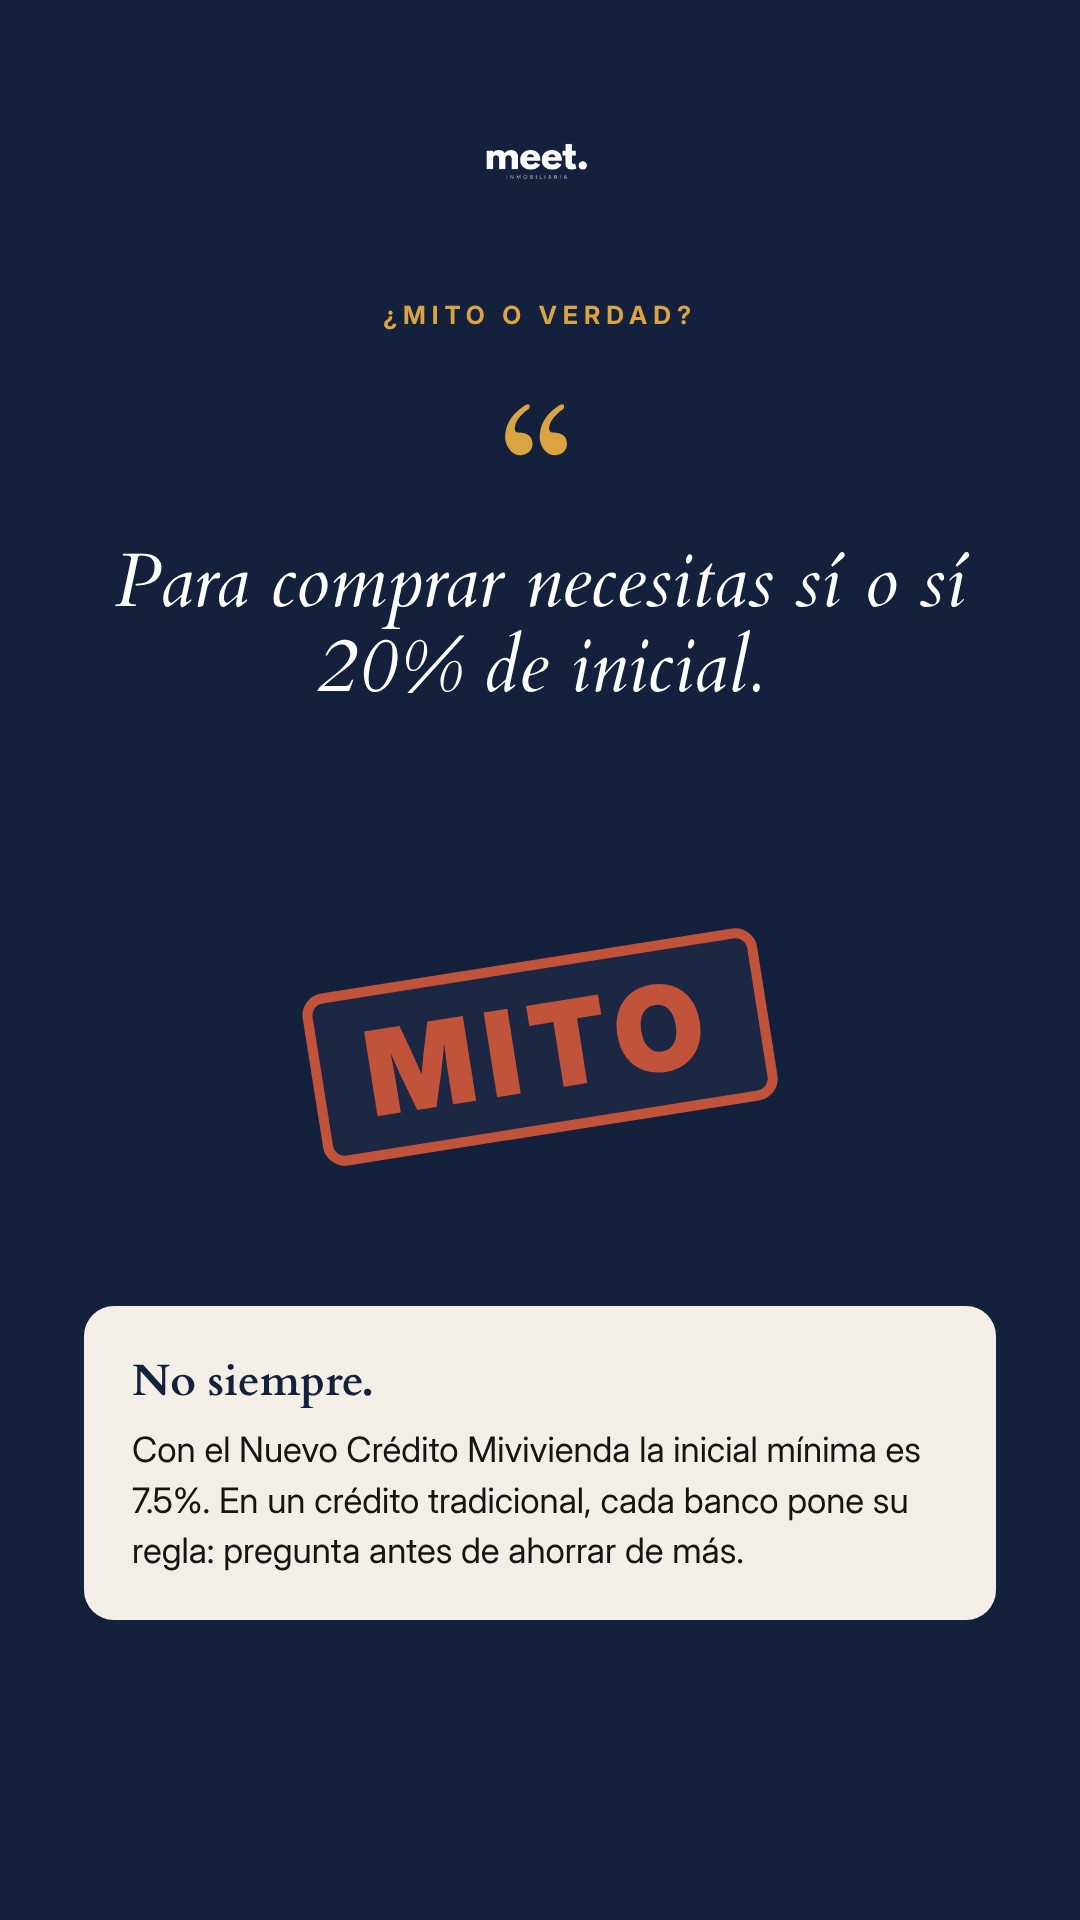 meet.
INMOBILIARIA
¿MITO O VERDAD?
“
Para comprar necesitas sí o sí
20% de inicial.
MITO
No siempre.
Con el Nuevo Crédito Mivivienda la inicial mínima es
7.5%. En un crédito tradicional, cada banco pone su
regla: pregunta antes de ahorrar de más.